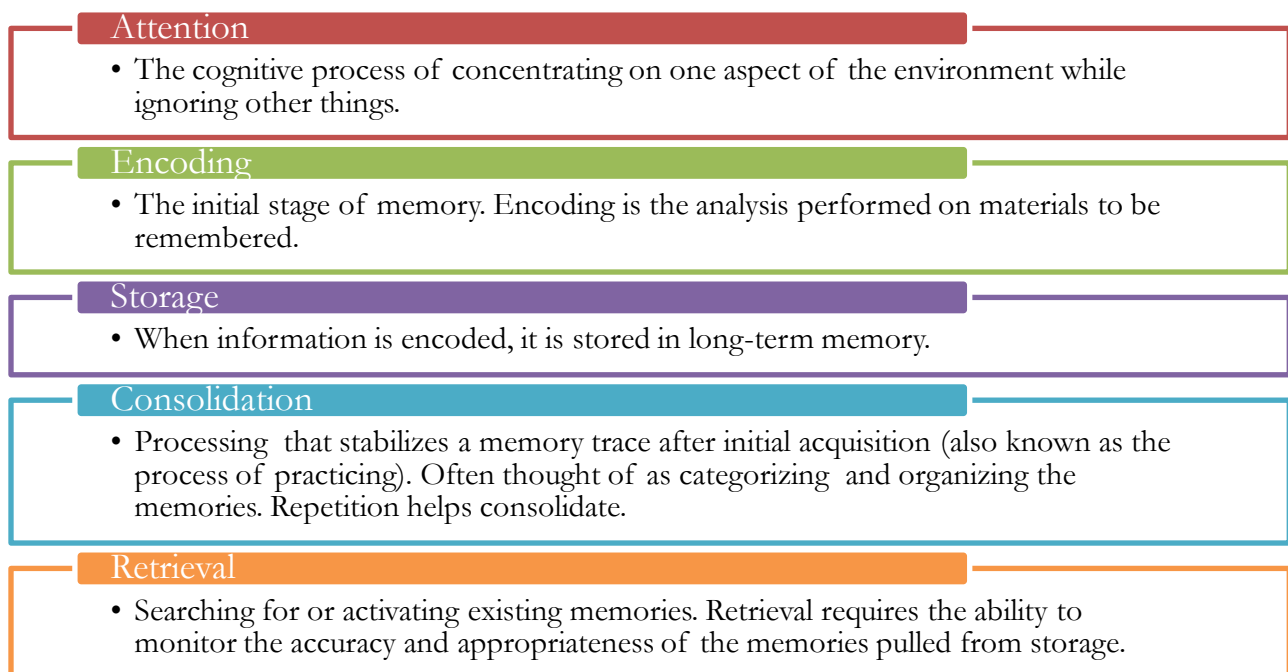 Attention
• The cognitive process of concentrating on one aspect of the environment while
ignoring other things.
Encoding
• The initial stage of memory. Encoding is the analysis performed on materials to be
remembered.
Storage
• When information is encoded, it is stored in long-term memory.
Consolidation
• Processing that stabilizes a memory trace after initial acquisition (also known as the
process of practicing). Often thought of as categorizing and organizing the
memories. Repetition helps consolidate.
Retrieval
• Searching for or activating existing memories. Retrieval requires the ability to
monitor the accuracy and appropriateness of the memories pulled from storage.